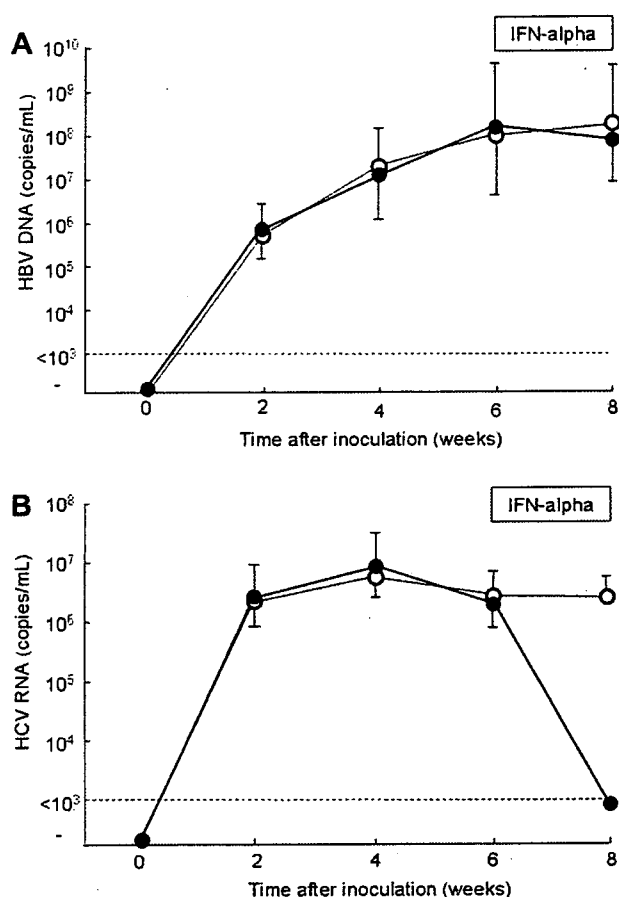 A
IFN-alpha
HBV DNA (copies/mL)
10¹⁰
10⁹
10⁸
10⁷
10⁶
10⁵
10⁴
<10³
-
0 2 4 6 8
Time after inoculation (weeks)
B
IFN-alpha
HCV RNA (copies/mL)
10⁸
10⁷
10⁶
10⁵
10⁴
<10³
-
0 2 4 6 8
Time after inoculation (weeks)